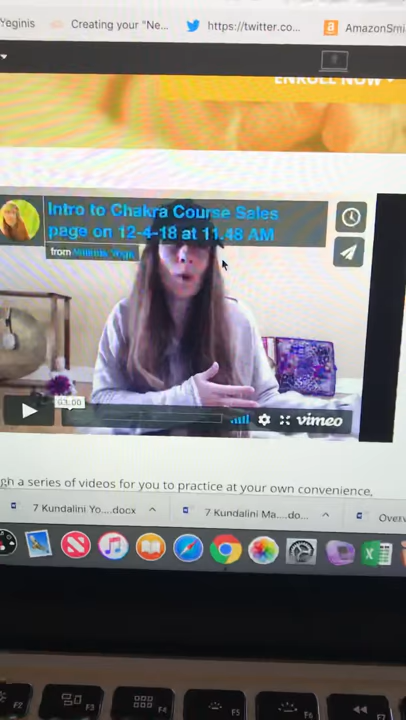 Yoginis
Creating your "Ne...
https://twitter.co...
AmazonSmi
ENROLL NOW
Intro to Chakra Course Sales
page on 12-4-18 at 11.48 AM
from
03:00
vimeo
gh a series of videos for you to practice at your own convenience,
7 Kundalini Yo....docx
7 Kundalini Ma....do...
Overv
F2
F3
F4
F5
F6
F7